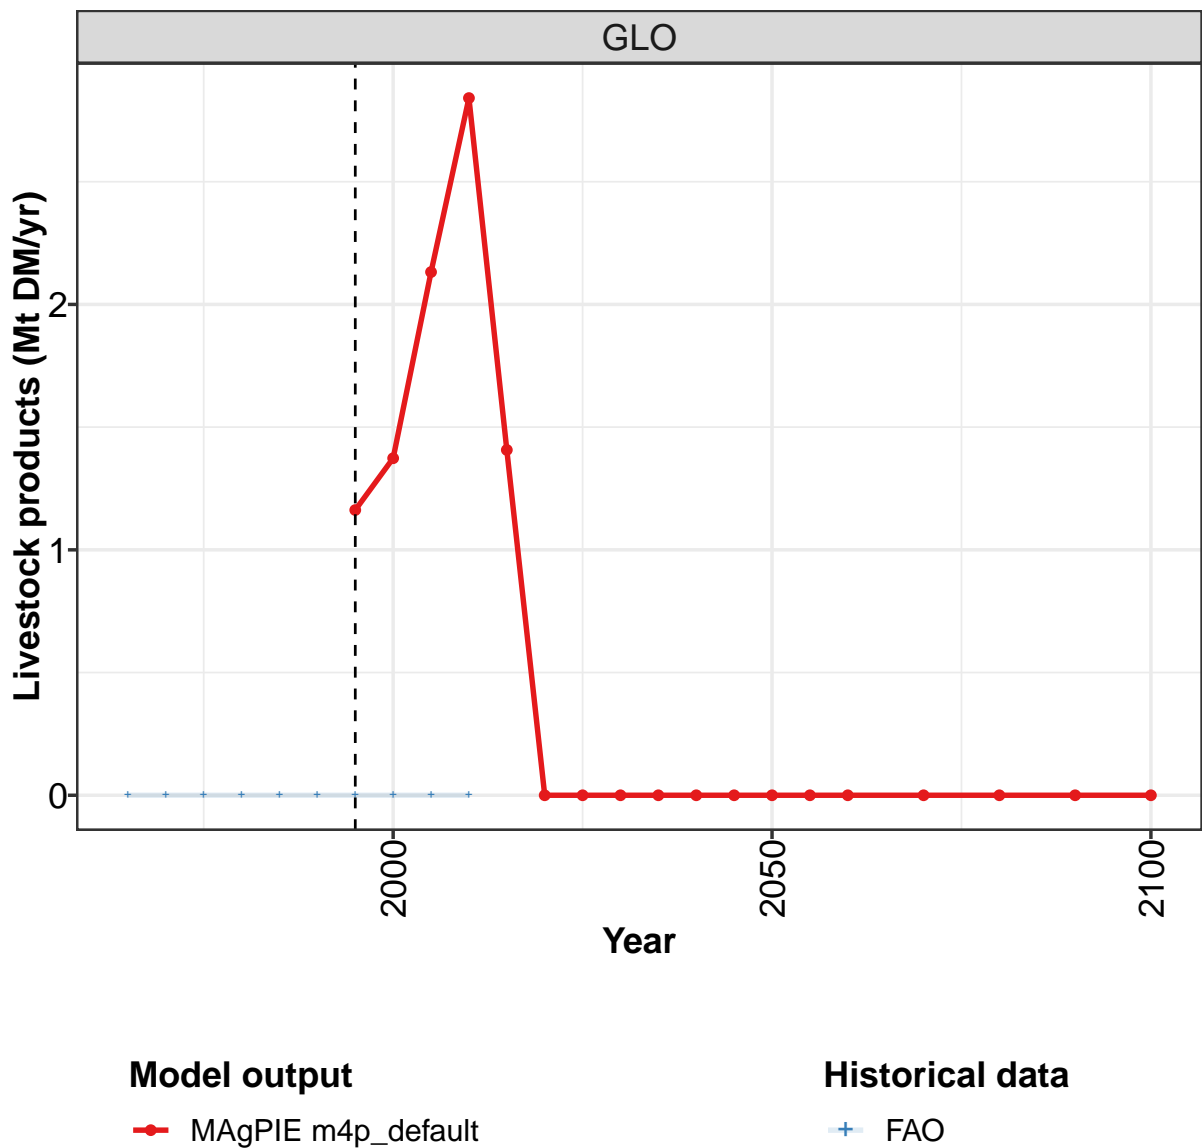 GLO
Livestock products (Mt DM/yr)
2
1
0
2000
2050
2100
Year
Model output
Historical data
MAgPIE m4p_default
FAO